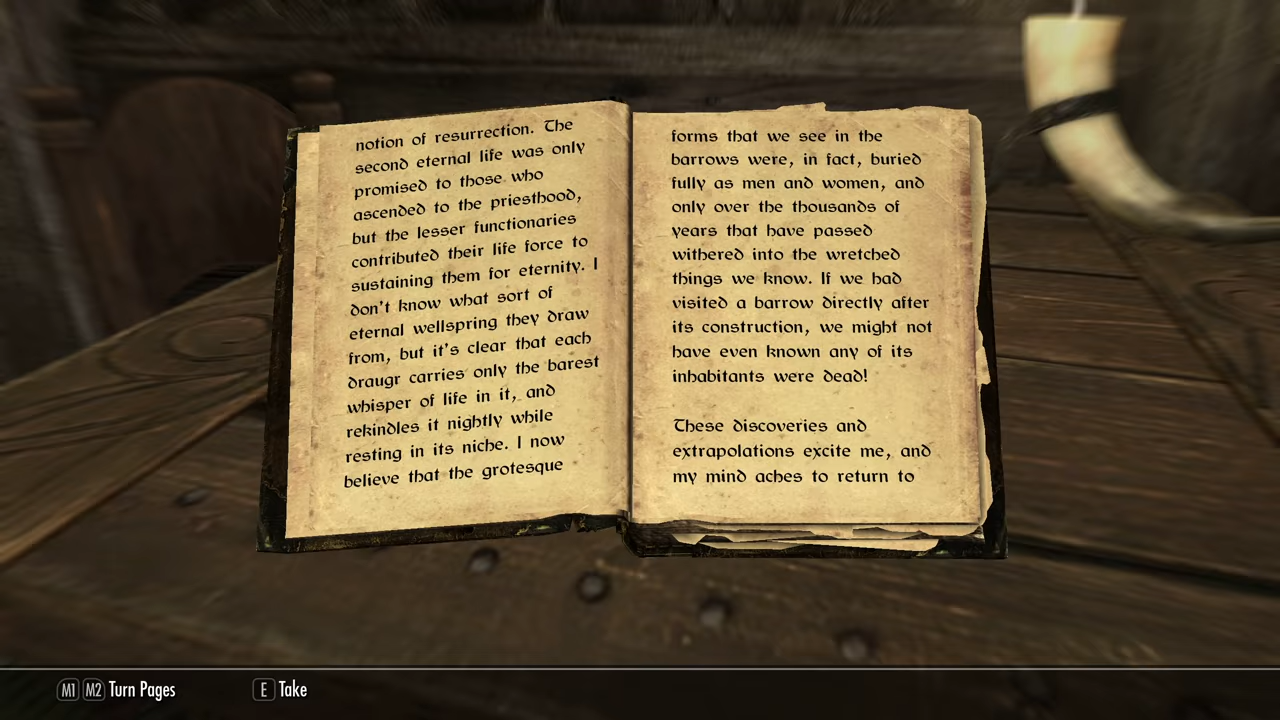 notion of resurrection. The
second eternal life was only
promised to those who
ascended to the priesthood,
but the lesser functionaries
contributed their life force to
sustaining them for eternity. I
don't know what sort of
eternal wellspring they draw
from, but it's clear that each
draugr carries only the barest
whisper of life in it, and
rekindles it nightly while
resting in its niche. I now
believe that the grotesque
forms that we see in the
barrows were, in fact, buried
fully as men and women, and
only over the thousands of
years that have passed
withered into the wretched
things we know. If we had
visited a barrow directly after
its construction, we might not
have even known any of its
inhabitants were dead!
These discoveries and
extrapolations excite me, and
my mind aches to return to
M1 M2 Turn Pages
E Take